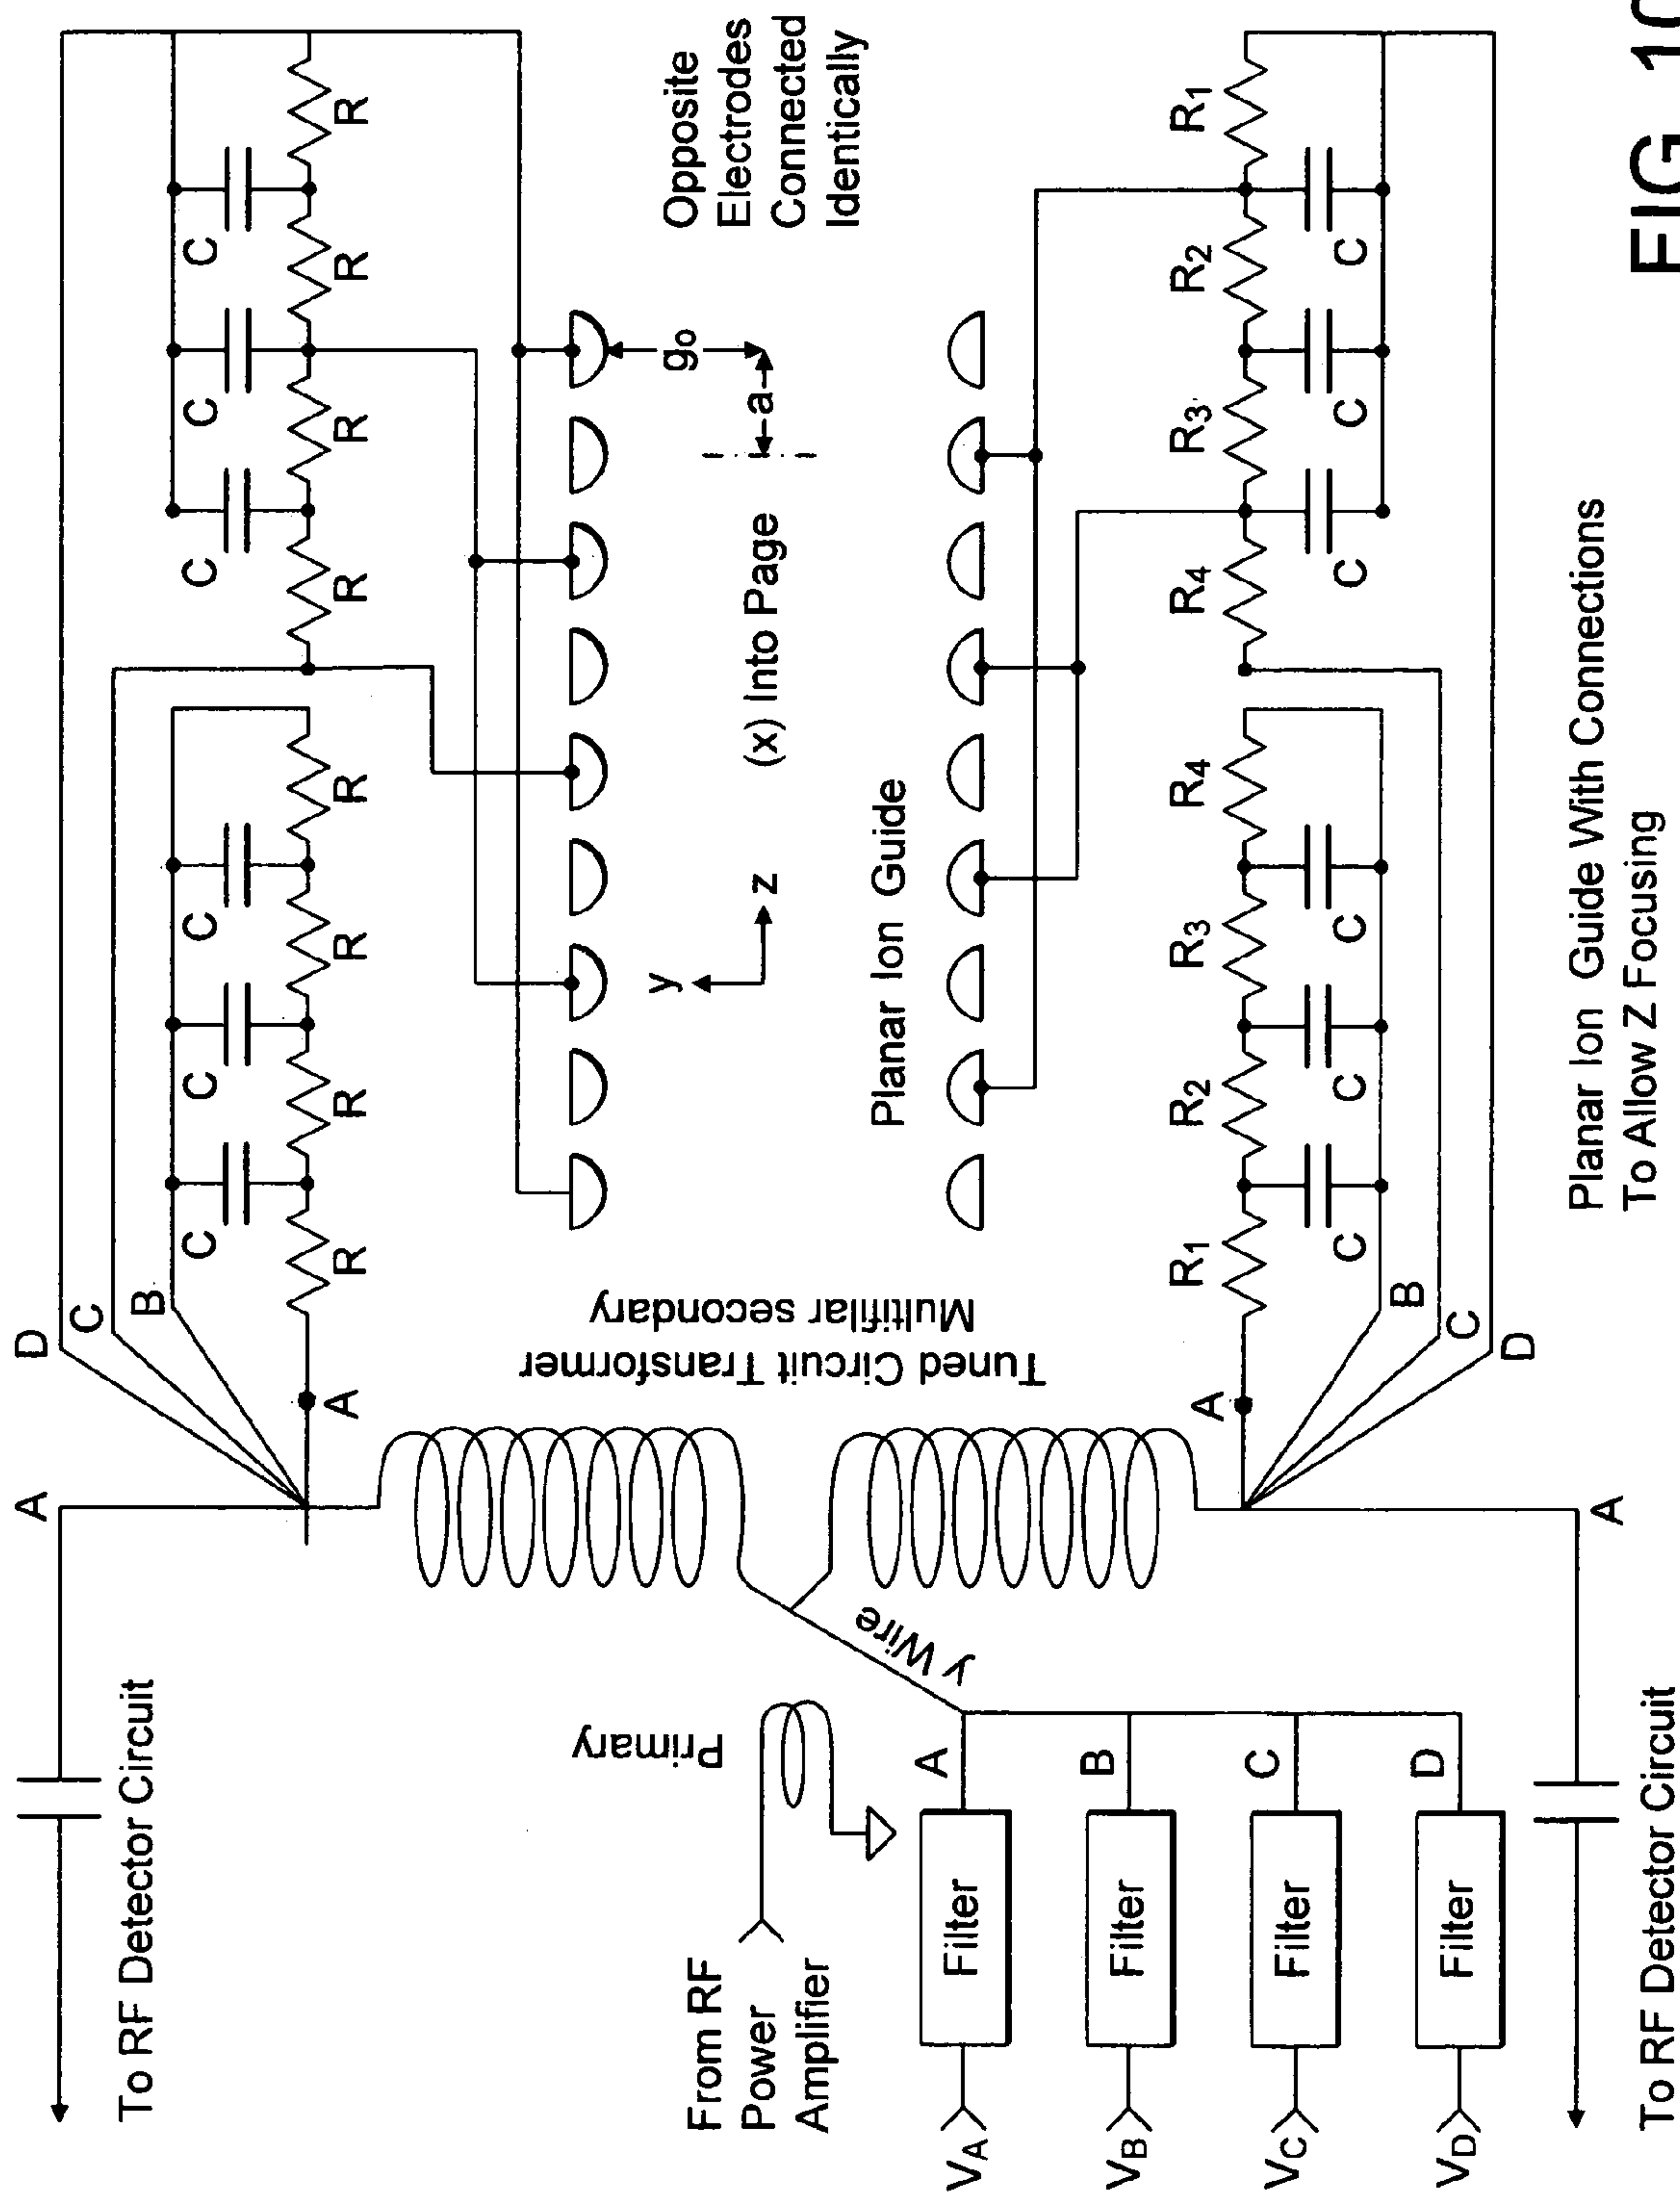 To RF Detector Circuit
A
D
C
B
A
C
C
C
C
C
C
R
R
R
R
R
R
R
R
From RF
Power
Amplifier
Primary
y Wire
Tuned Circuit Transformer
Multifilar secondary
Opposite
Electrodes
Connected
Identically
g0
a
y
z
(x) Into Page
Planar Ion Guide
VA
Filter
A
VB
Filter
B
VC
Filter
C
VD
Filter
D
A
R1
R2
R3
R4
R4
R3
R2
R1
C
C
C
C
C
C
B
C
D
A
To RF Detector Circuit
Planar Ion Guide With Connections
To Allow Z Focusing
FIG 10